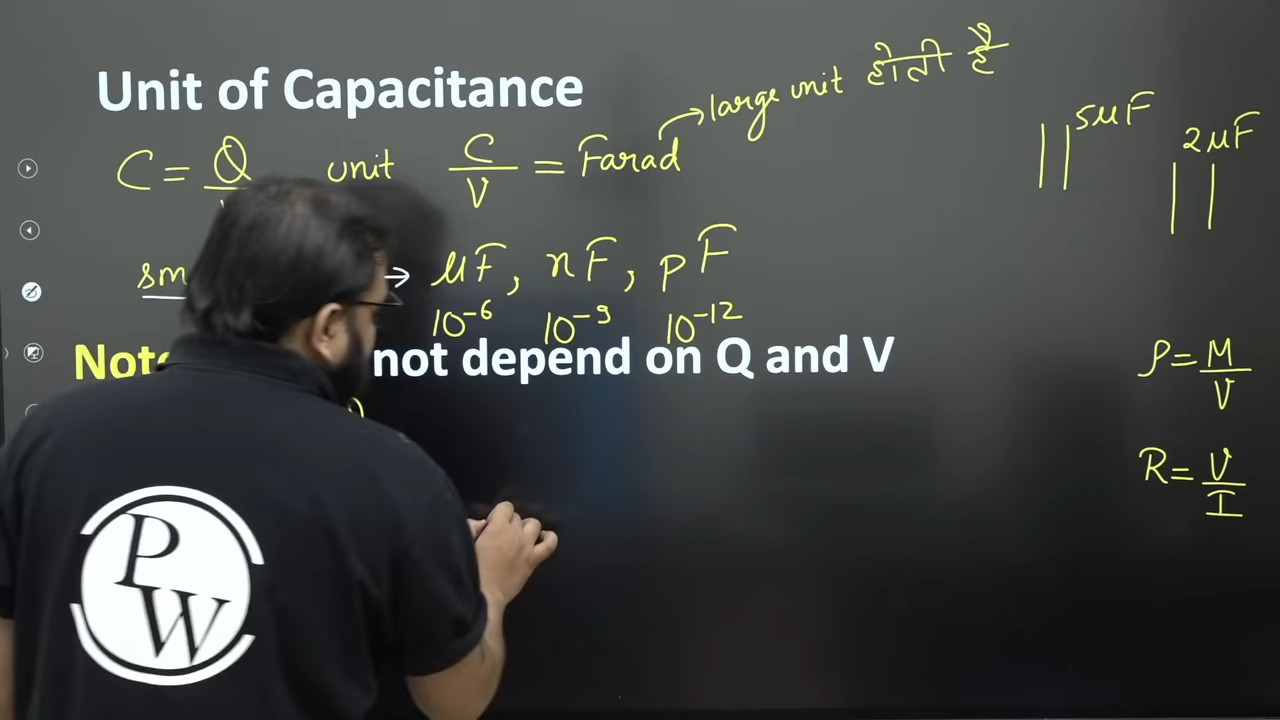 Unit of Capacitance
C = Q unit C/V = Farad → large unit होती है
5μF
2μF
→ μF, nF, pF
10⁻⁶ 10⁻⁹ 10⁻¹²
not depend on Q and V
ρ = M/V
R = V/I
PW